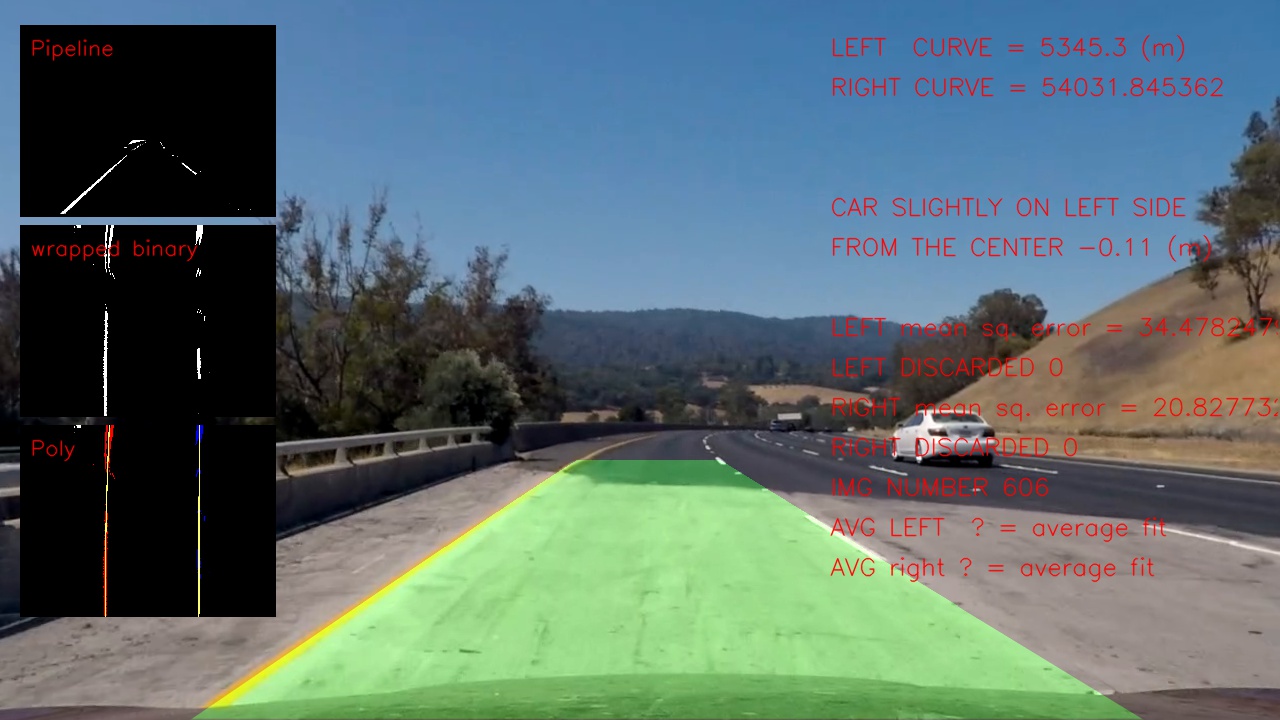 Pipeline
wrapped binary
Poly
LEFT CURVE = 5345.3 (m)
RIGHT CURVE = 54031.845362
CAR SLIGHTLY ON LEFT SIDE
FROM THE CENTER −0.11 (m)
LEFT mean sq. error = 34.478247
LEFT DISCARDED 0
RIGHT mean sq. error = 20.82773
RIGHT DISCARDED 0
IMG NUMBER 606
AVG LEFT ? = average fit
AVG right ? = average fit